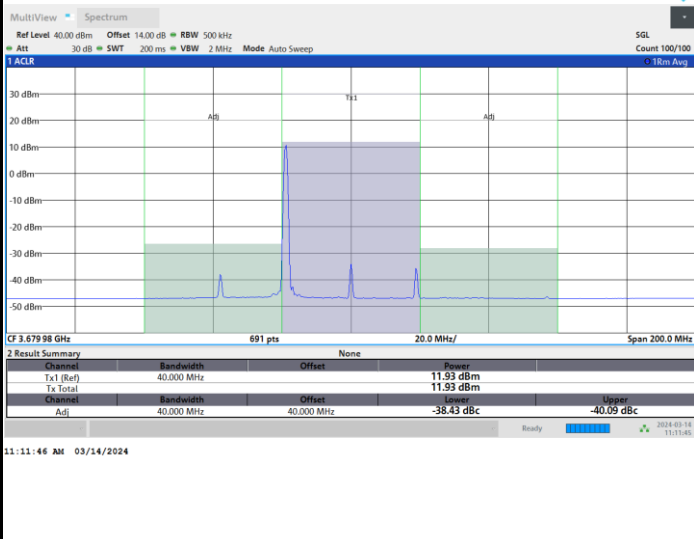 MultiView Spectrum
Ref Level 40.00 dBm Offset 14.00 dB RBW 500 kHz SGL
Att 30 dB SWT 200 ms VBW 2 MHz Mode Auto Sweep Count 100/100
1 ACLR 1Rm Avg
30 dBm
Tx1
20 dBm
Adj Adj
10 dBm
0 dBm
-10 dBm
-20 dBm
-30 dBm
-40 dBm
-50 dBm
CF 3.67998 GHz 691 pts 20.0 MHz/ Span 200.0 MHz
2 Result Summary None
Channel Bandwidth Offset Power
Tx1 (Ref) 40.000 MHz 11.93 dBm
Tx Total 11.93 dBm
Channel Bandwidth Offset Lower Upper
Adj 40.000 MHz 40.000 MHz -38.43 dBc -40.09 dBc
Ready 2024-03-14
11:11:45
11:11:46 AM 03/14/2024